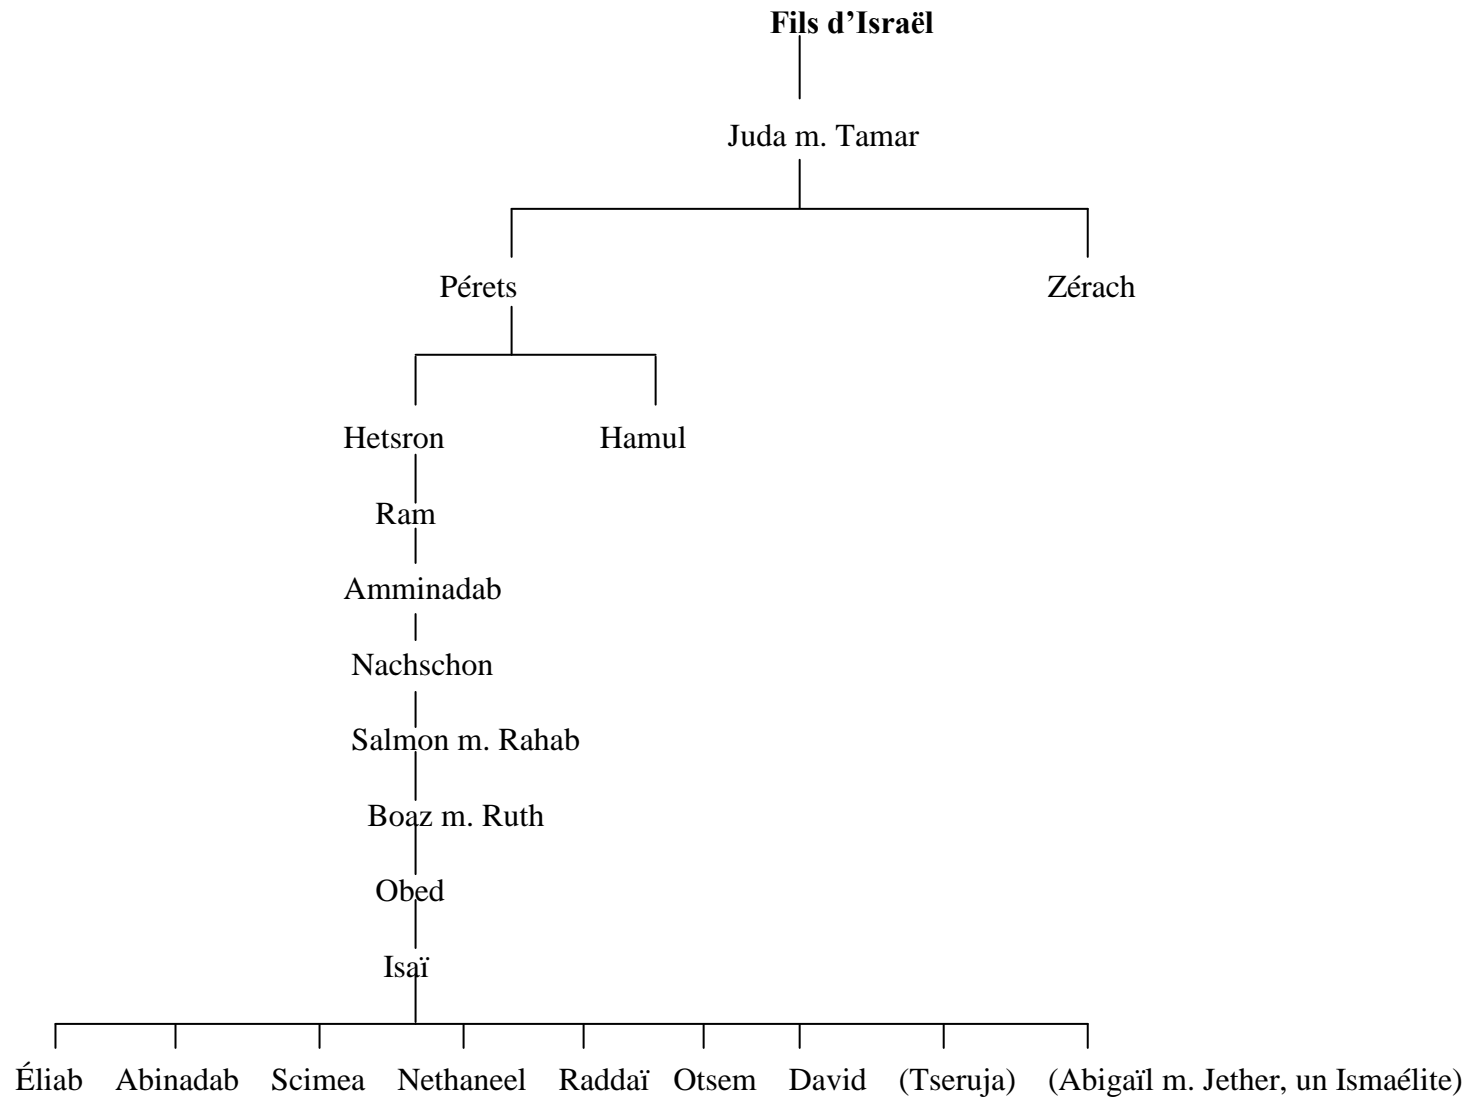 Fils d’Israël
Juda m. Tamar
Pérets Zérach
Hetsron Hamul
Ram
Amminadab
Nachschon
Salmon m. Rahab
Boaz m. Ruth
Obed
Isaï
Éliab Abinadab Scimea Nethaneel Raddaï Otsem David (Tseruja) (Abigaïl m. Jether, un Ismaélite)